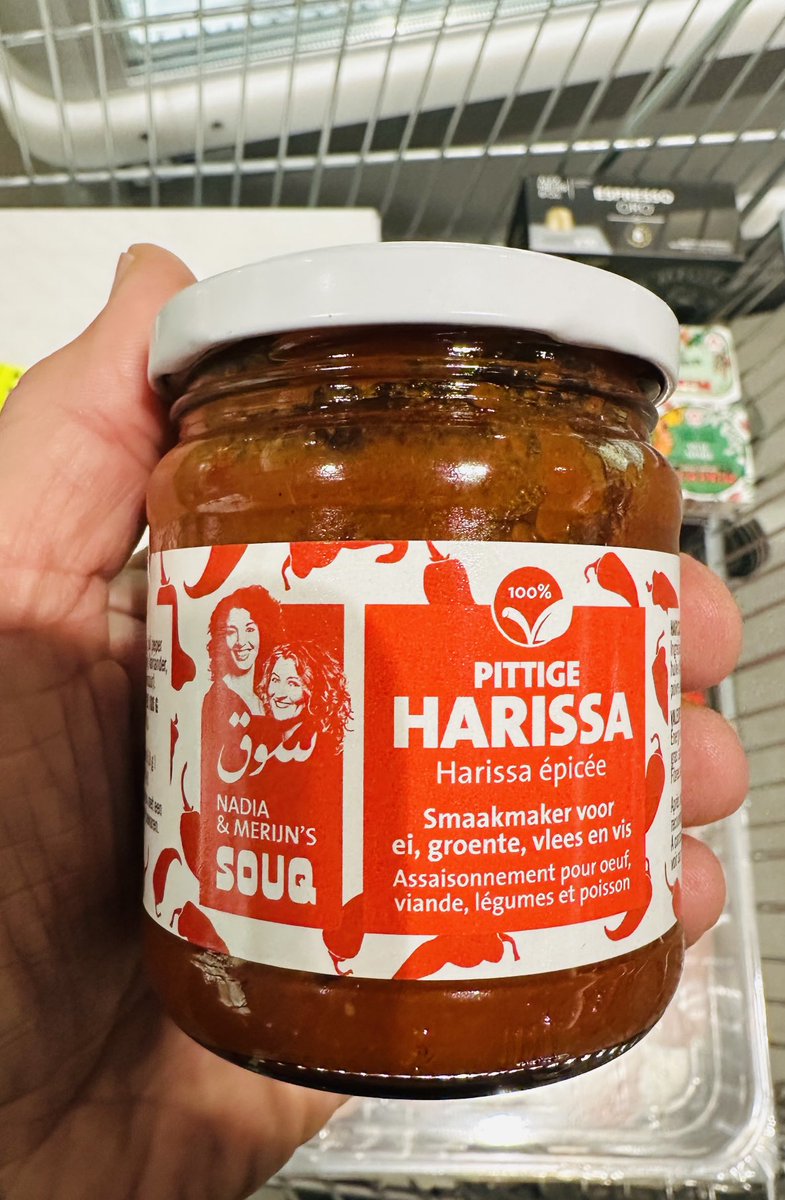 ESPRESSO
100%
PITTIGE
HARISSA
Harissa épicée
Smaakmaker voor
ei, groente, vlees en vis
Assaisonnement pour oeuf,
viande, légumes et poisson
سوق
NADIA
& MERIJN'S
SOUQ